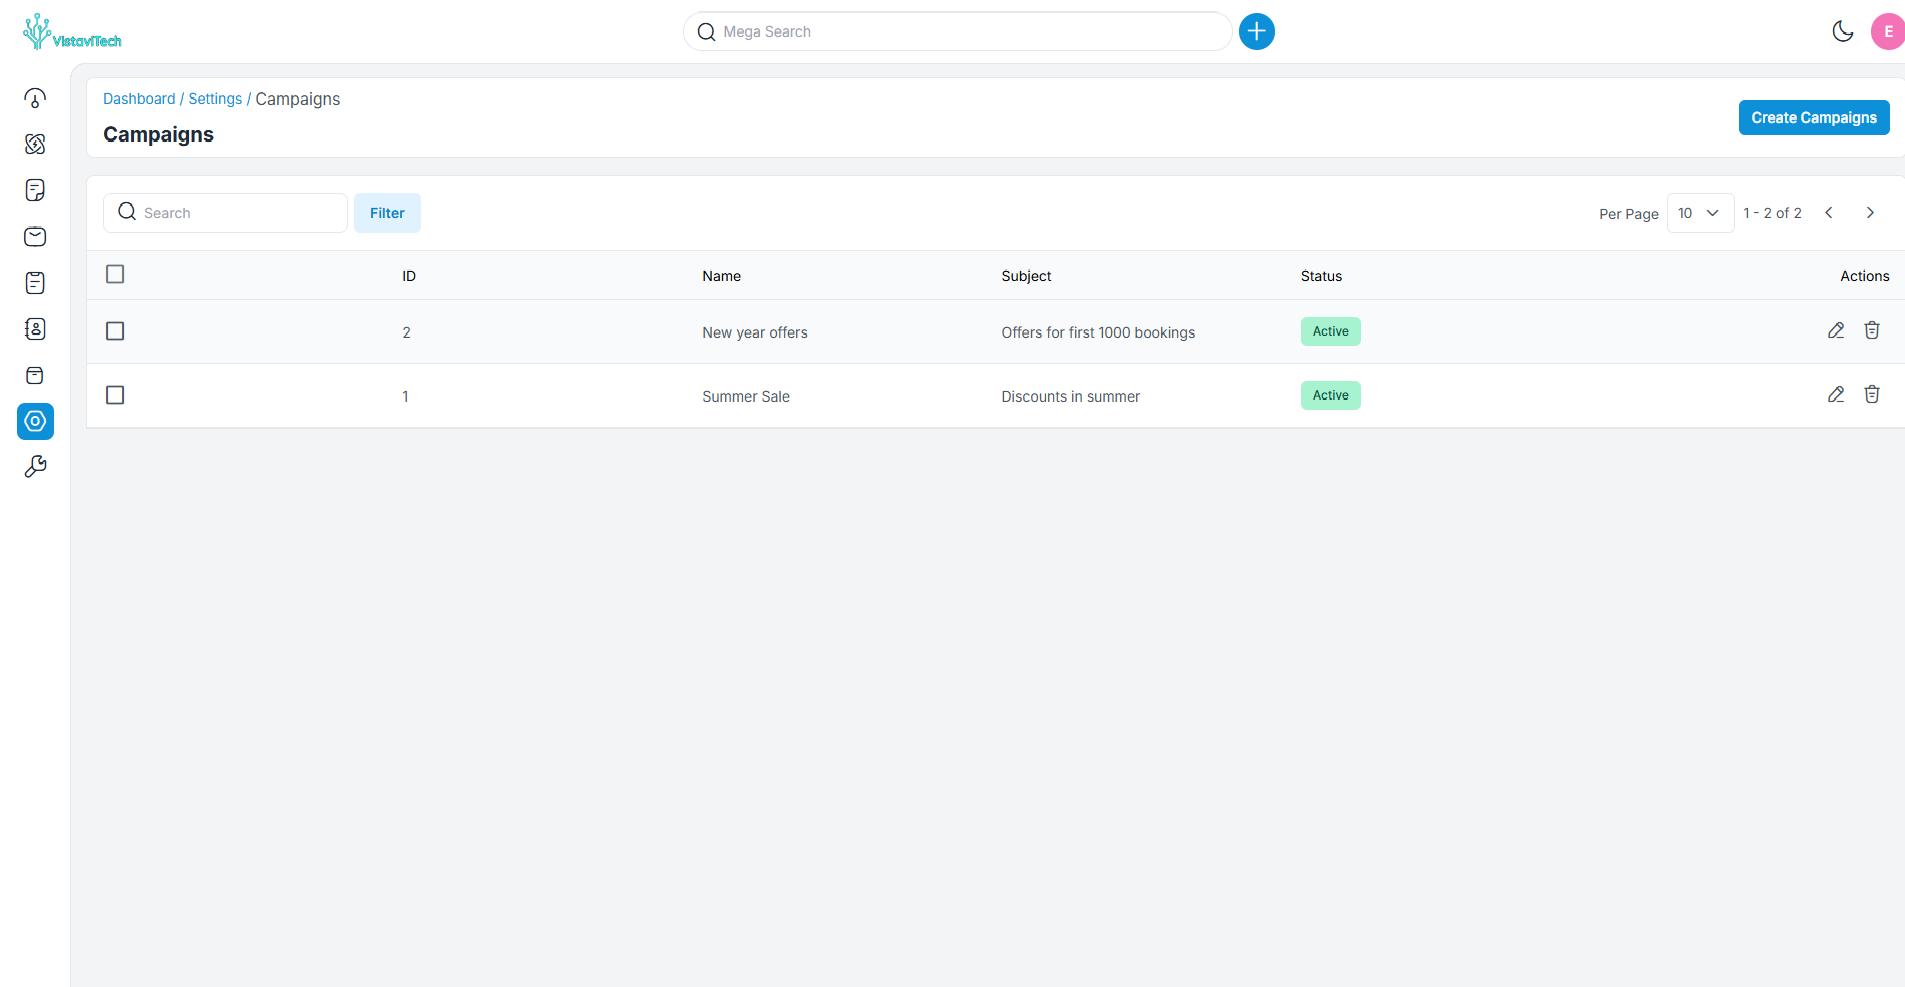 VistaviTech
Mega Search
E
Dashboard / Settings / Campaigns
Campaigns
Create Campaigns
Search
Filter
Per Page
10
1 - 2 of 2
ID Name Subject Status Actions
2 New year offers Offers for first 1000 bookings Active
1 Summer Sale Discounts in summer Active